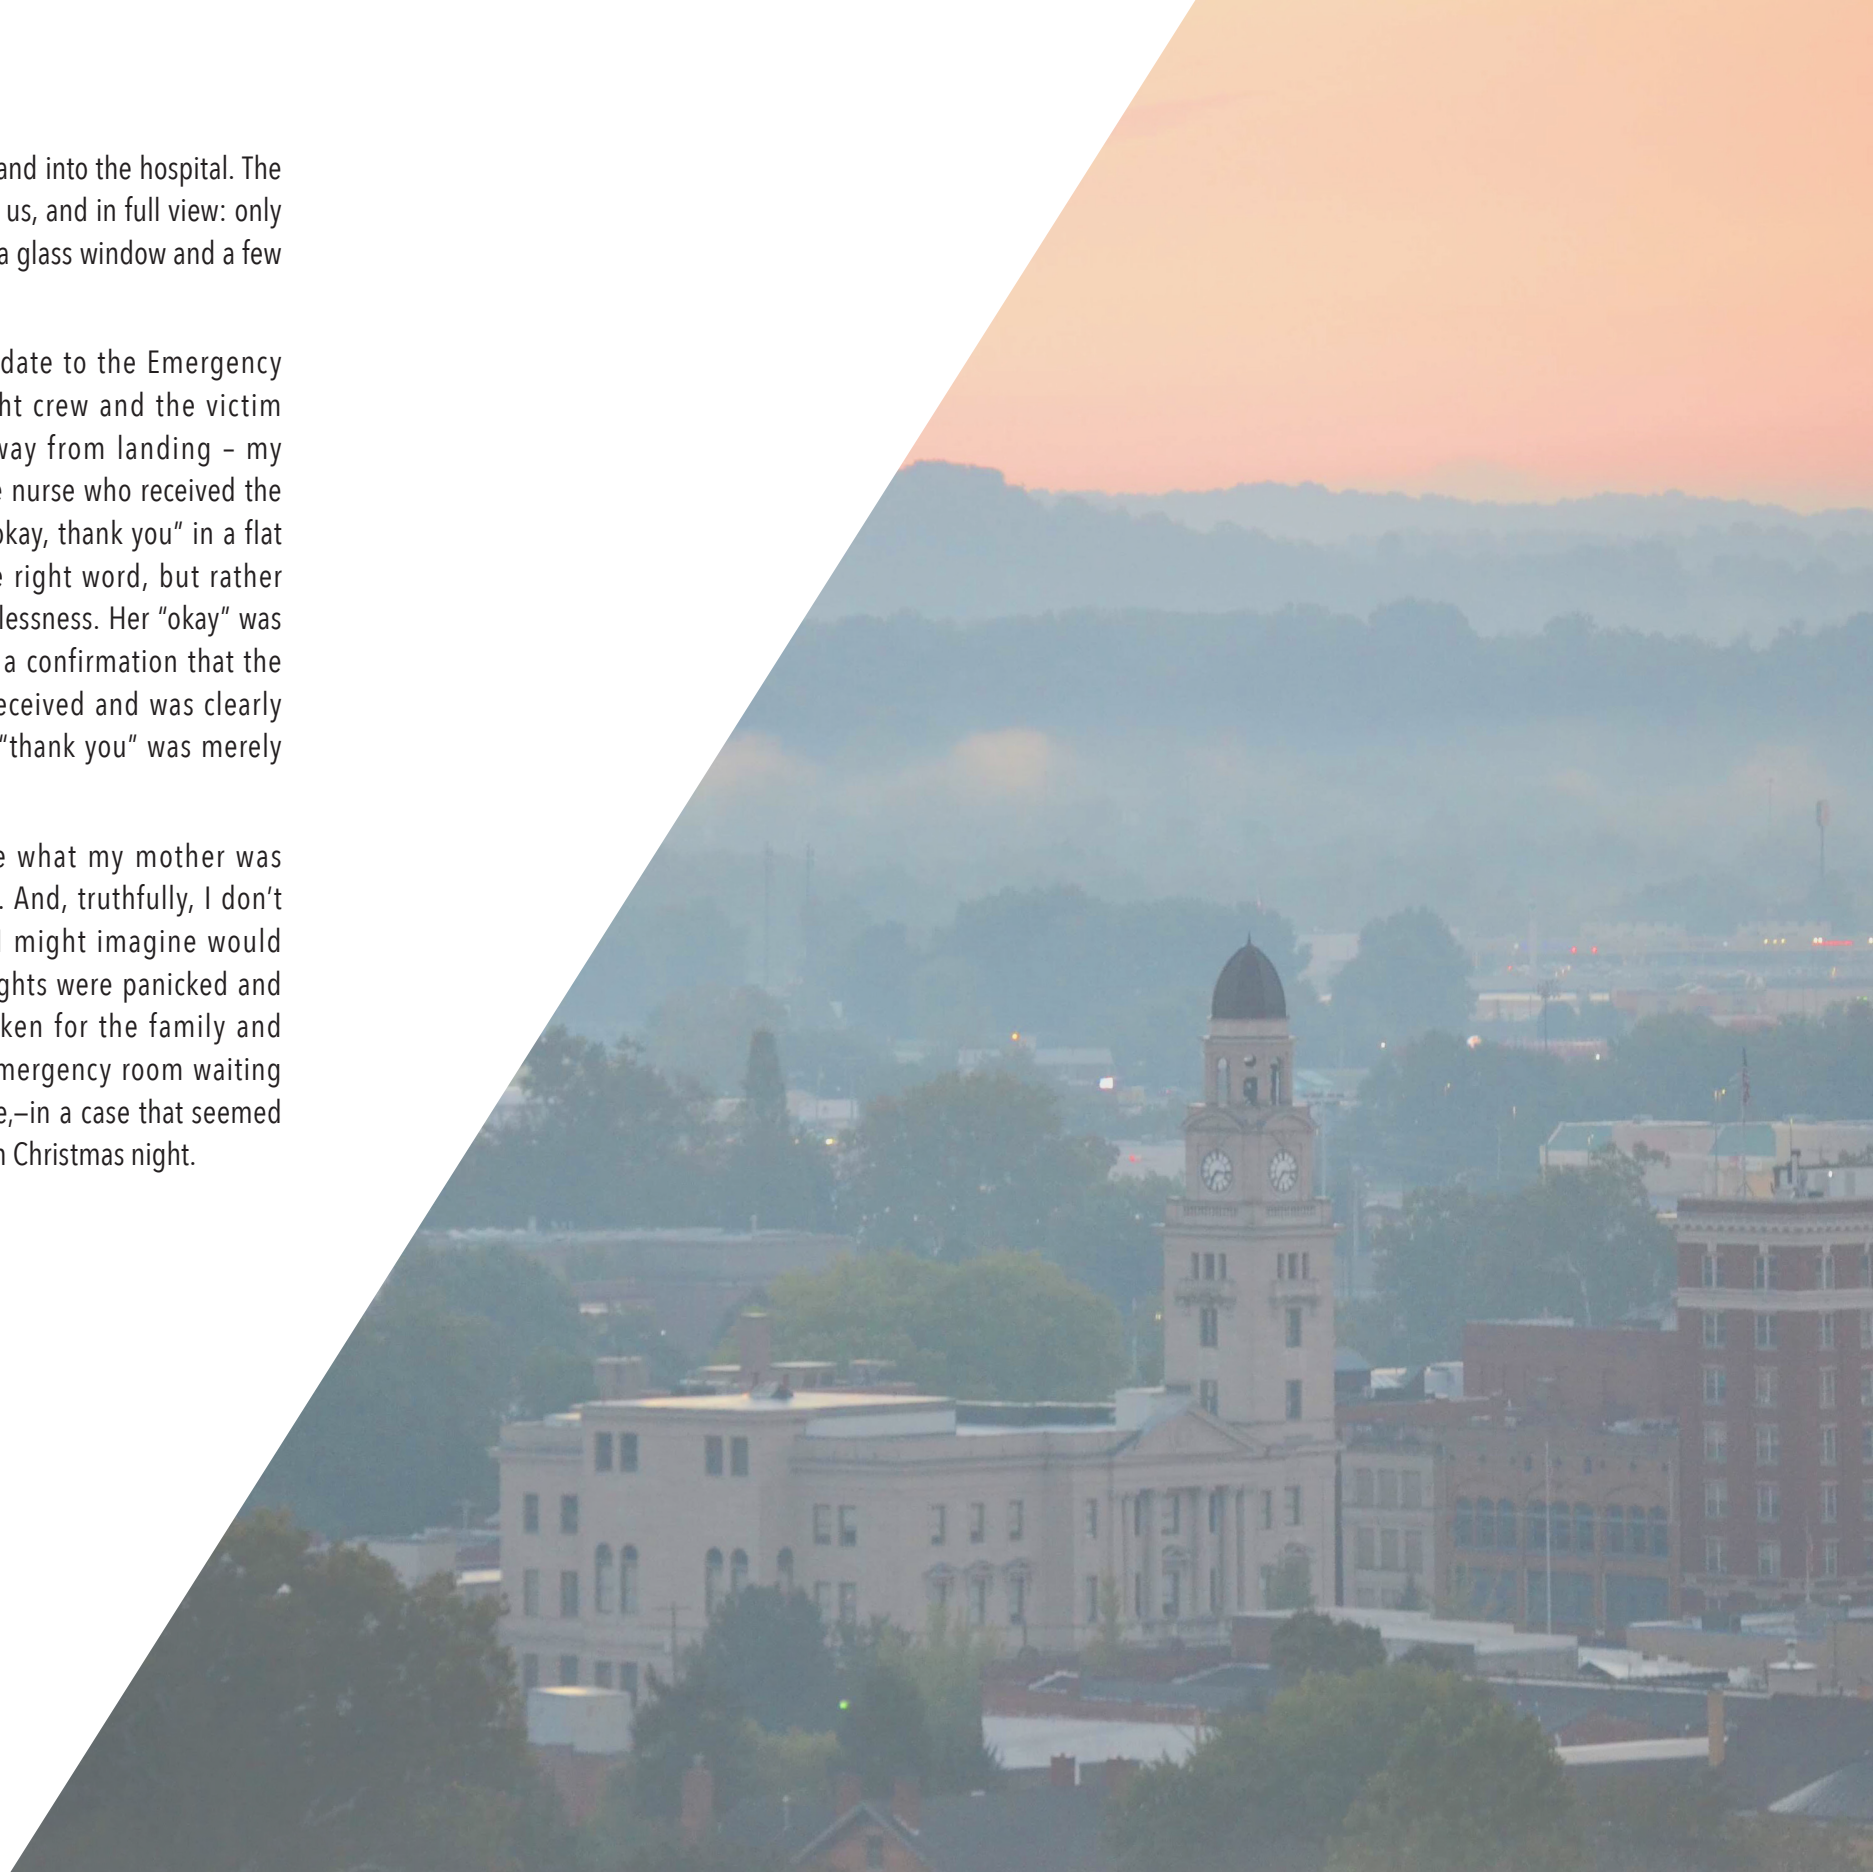 and into the hospital. The
us, and in full view: only
a glass window and a few
date to the Emergency
ht crew and the victim
way from landing – my
nurse who received the
okay, thank you” in a flat
right word, but rather
lessness. Her “okay” was
a confirmation that the
eceived and was clearly
“thank you” was merely
what my mother was
. And, truthfully, I don’t
I might imagine would
ghts were panicked and
ken for the family and
mergency room waiting
e,—in a case that seemed
n Christmas night.